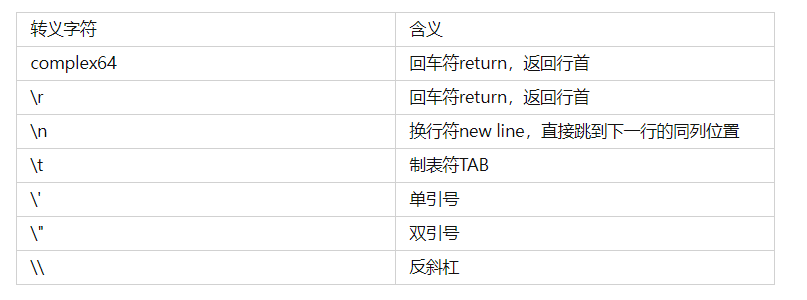 转义字符 含义
complex64 回车符return，返回行首
\r 回车符return，返回行首
\n 换行符new line，直接跳到下一行的同列位置
\t 制表符TAB
\' 单引号
\" 双引号
\\ 反斜杠